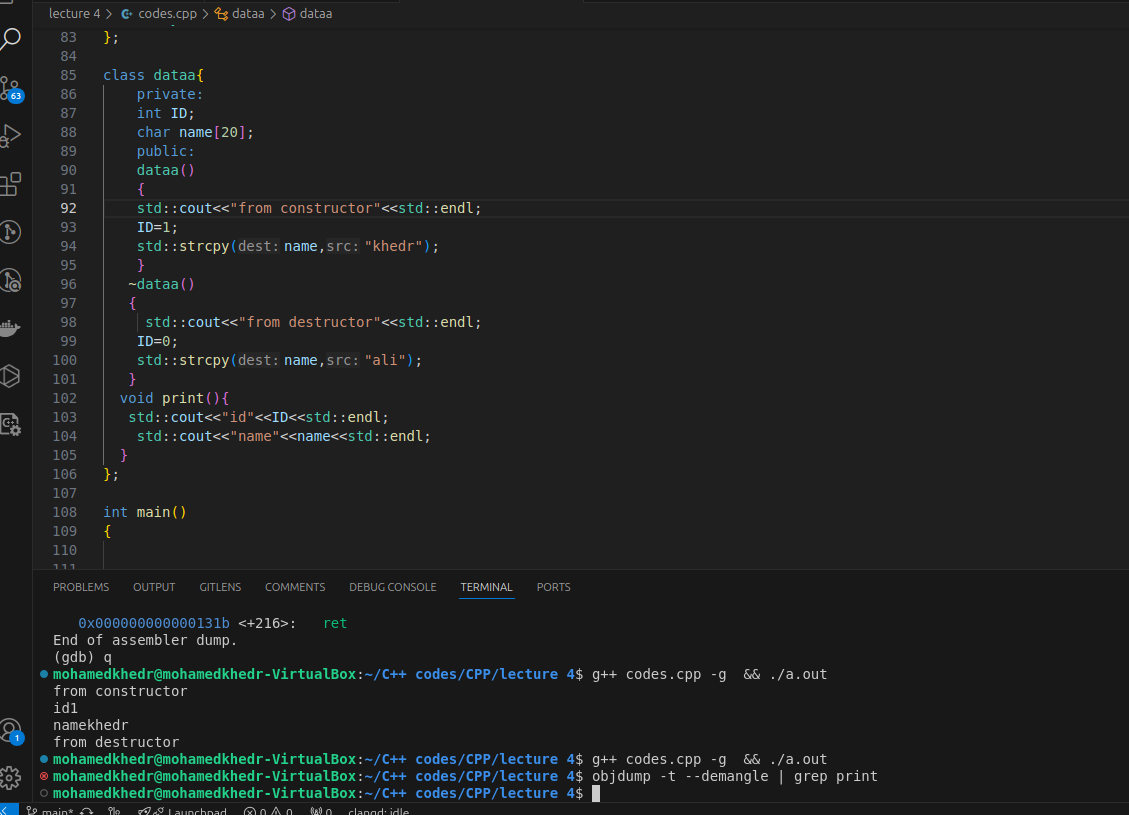 lecture 4 > codes.cpp > dataa > dataa
83 };
84
85 class dataa{
86 private:
87 int ID;
88 char name[20];
89 public:
90 dataa()
91 {
92 std::cout<<"from constructor"<<std::endl;
93 ID=1;
94 std::strcpy(dest: name,src: "khedr");
95 }
96 ~dataa()
97 {
98 std::cout<<"from destructor"<<std::endl;
99 ID=0;
100 std::strcpy(dest: name,src: "ali");
101 }
102 void print(){
103 std::cout<<"id"<<ID<<std::endl;
104 std::cout<<"name"<<name<<std::endl;
105 }
106 };
107
108 int main()
109 {
110
111
63
1
PROBLEMS OUTPUT GITLENS COMMENTS DEBUG CONSOLE TERMINAL PORTS
0x000000000000131b <+216>: ret
End of assembler dump.
(gdb) q
mohamedkhedr@mohamedkhedr-VirtualBox:~/C++ codes/CPP/lecture 4$ g++ codes.cpp -g  && ./a.out
from constructor
id1
namekhedr
from destructor
mohamedkhedr@mohamedkhedr-VirtualBox:~/C++ codes/CPP/lecture 4$ g++ codes.cpp -g  && ./a.out
mohamedkhedr@mohamedkhedr-VirtualBox:~/C++ codes/CPP/lecture 4$ objdump -t --demangle | grep print
mohamedkhedr@mohamedkhedr-VirtualBox:~/C++ codes/CPP/lecture 4$
main* Launchpad 0 0 0 clangd: idle